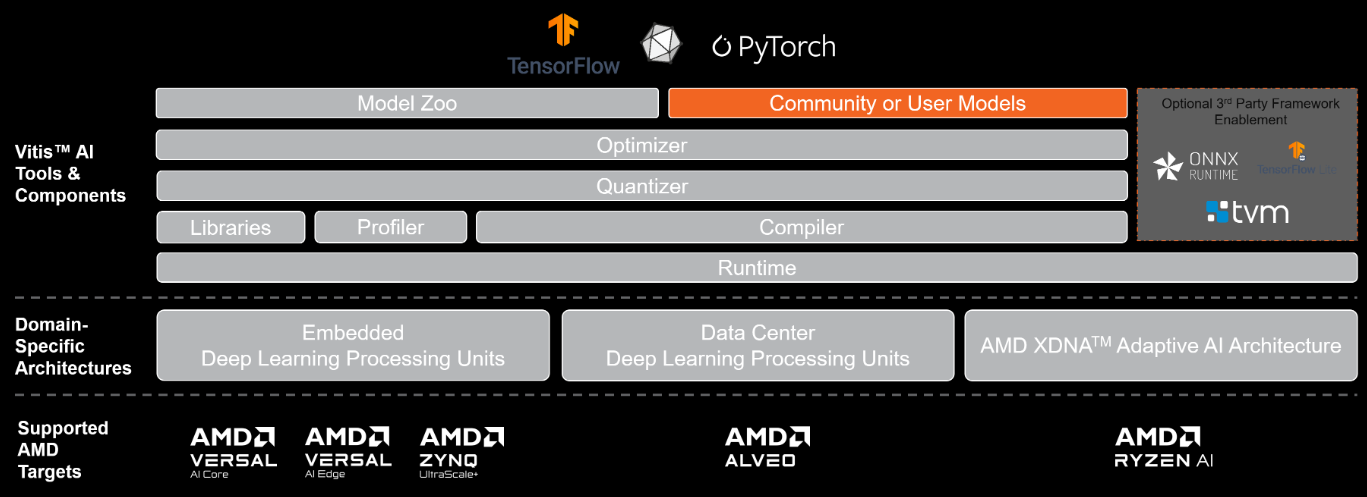 TensorFlow
PyTorch
Model Zoo
Community or User Models
Optional 3rd Party Framework
Enablement
Vitis™ AI
Tools &
Components
Optimizer
ONNX
RUNTIME
TensorFlow Lite
Quantizer
tvm
Libraries
Profiler
Compiler
Runtime
Domain-
Specific
Architectures
Embedded
Deep Learning Processing Units
Data Center
Deep Learning Processing Units
AMD XDNA™ Adaptive AI Architecture
Supported
AMD
Targets
AMD
VERSAL
AI Core
AMD
VERSAL
AI Edge
AMD
ZYNQ
UltraScale+
AMD
ALVEO
AMD
RYZEN AI